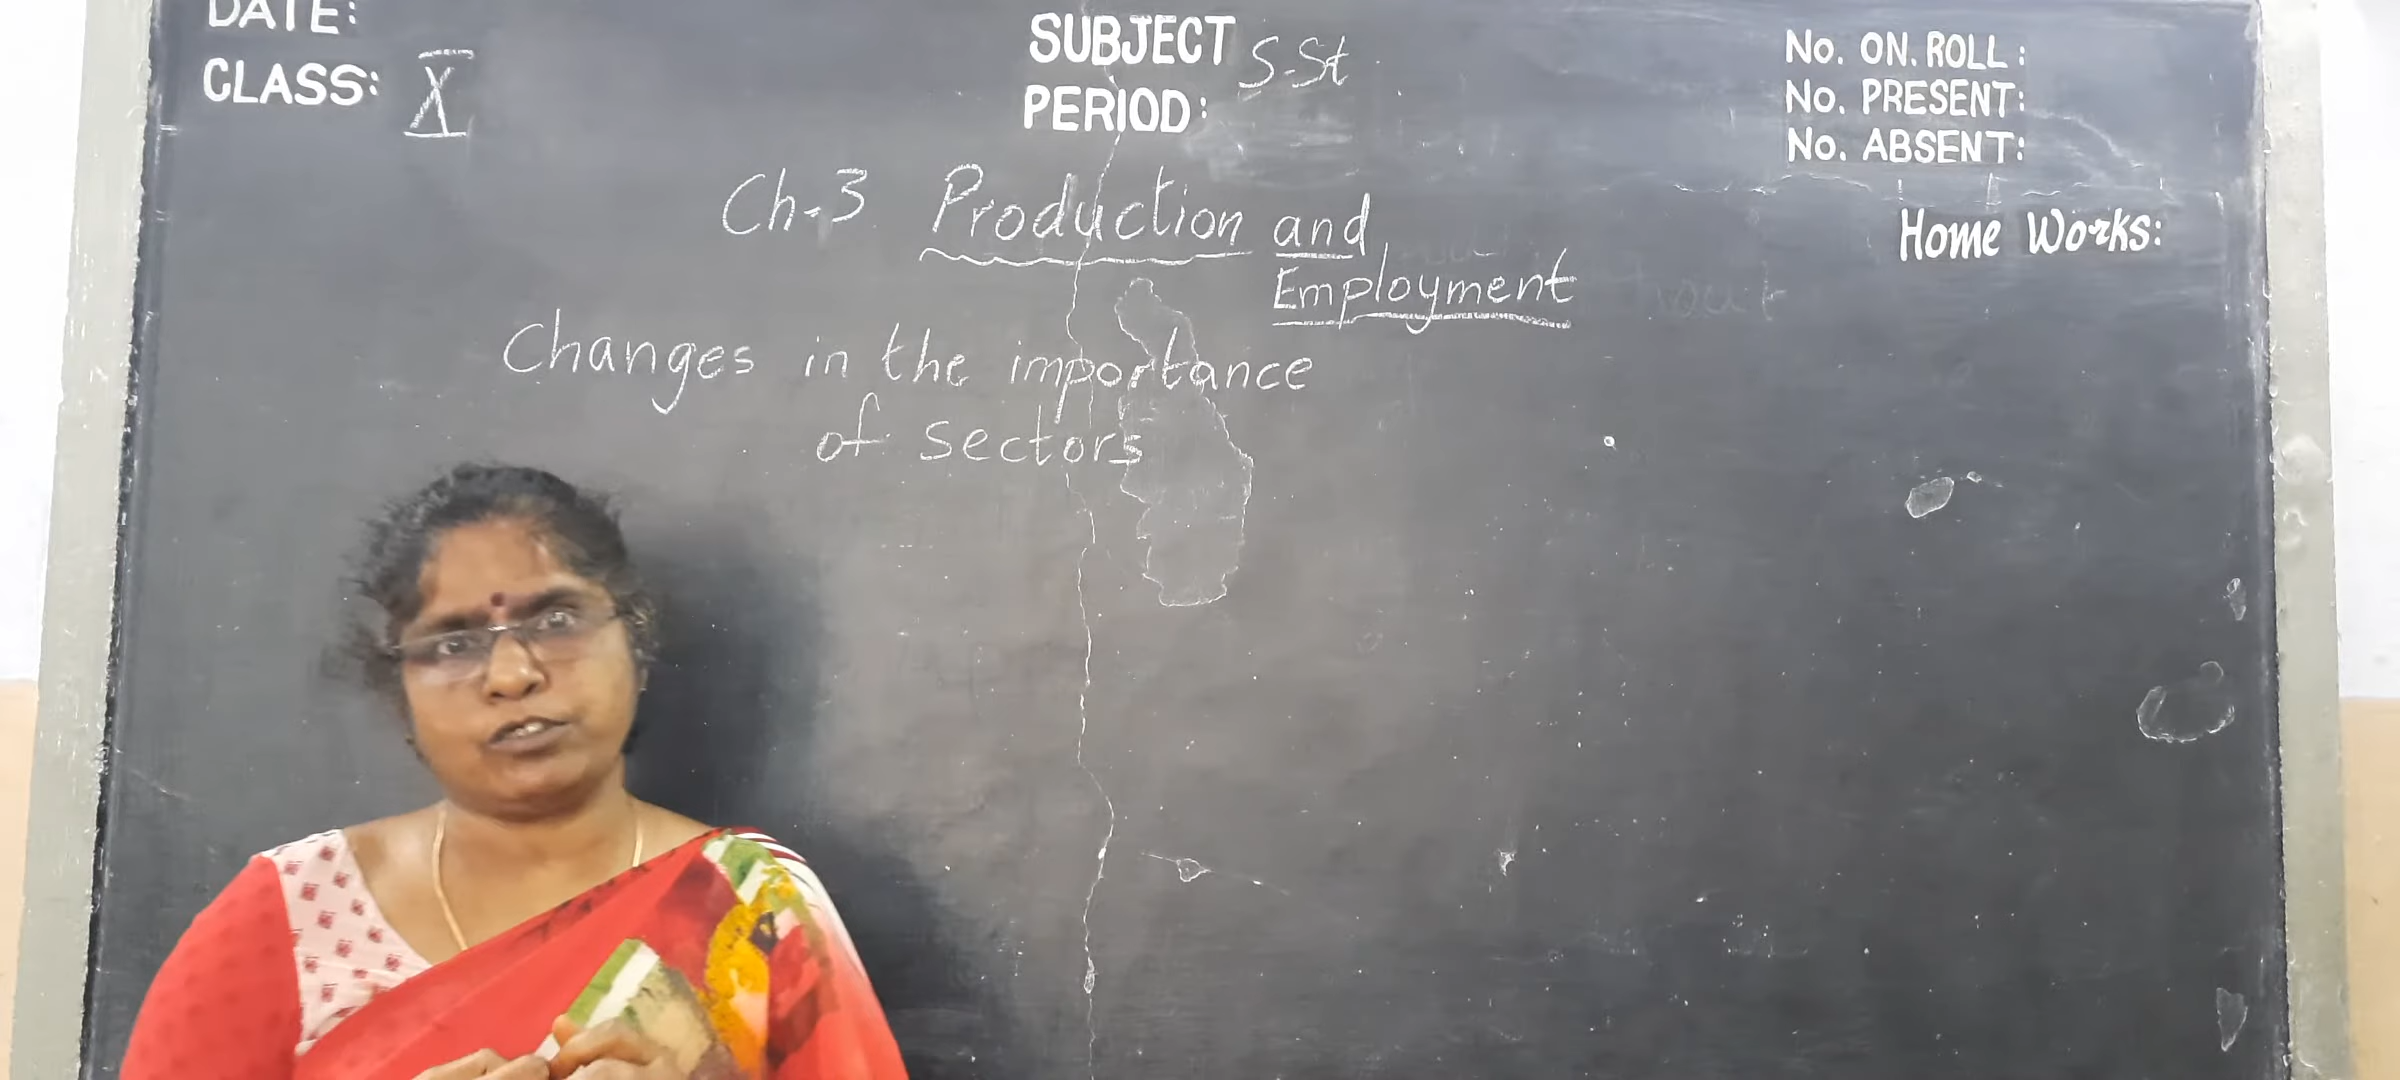 DATE:
CLASS: X
SUBJECT S-St
PERIOD:
No. ON. ROLL:
No. PRESENT:
No. ABSENT:
Home Works:
Ch-3 Production and
Employment
Changes in the importance
of sectors